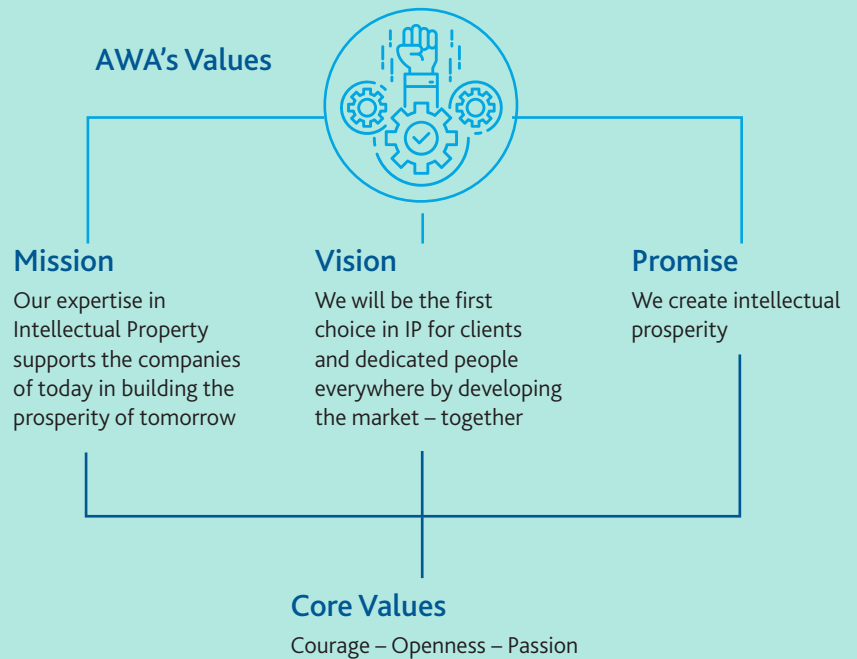 AWA’s Values
Mission
Our expertise in
Intellectual Property
supports the companies
of today in building the
prosperity of tomorrow
Vision
We will be the first
choice in IP for clients
and dedicated people
everywhere by developing
the market – together
Promise
We create intellectual
prosperity
Core Values
Courage – Openness – Passion